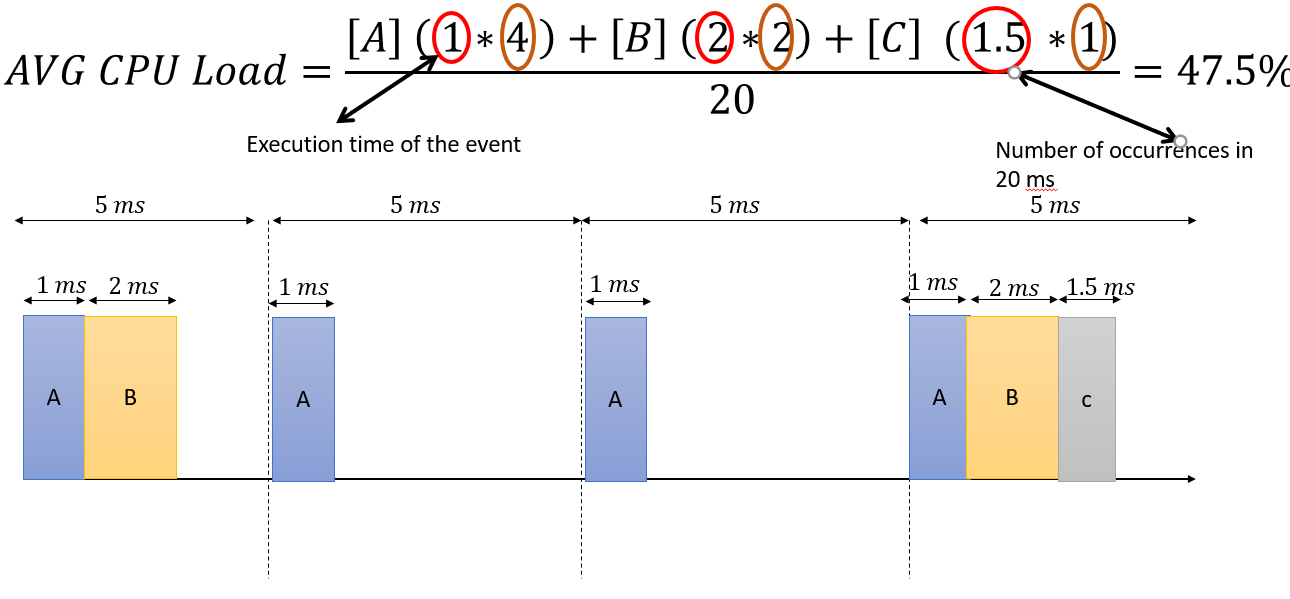 AVG CPU Load = [A] (1 * 4) + [B] (2 * 2) + [C] (1.5 * 1) / 20 = 47.5%
Execution time of the event
Number of occurrences in
20 ms
5 ms 5 ms 5 ms 5 ms
1 ms 2 ms 1 ms 1 ms 1 ms 2 ms 1.5 ms
A B A A A B c